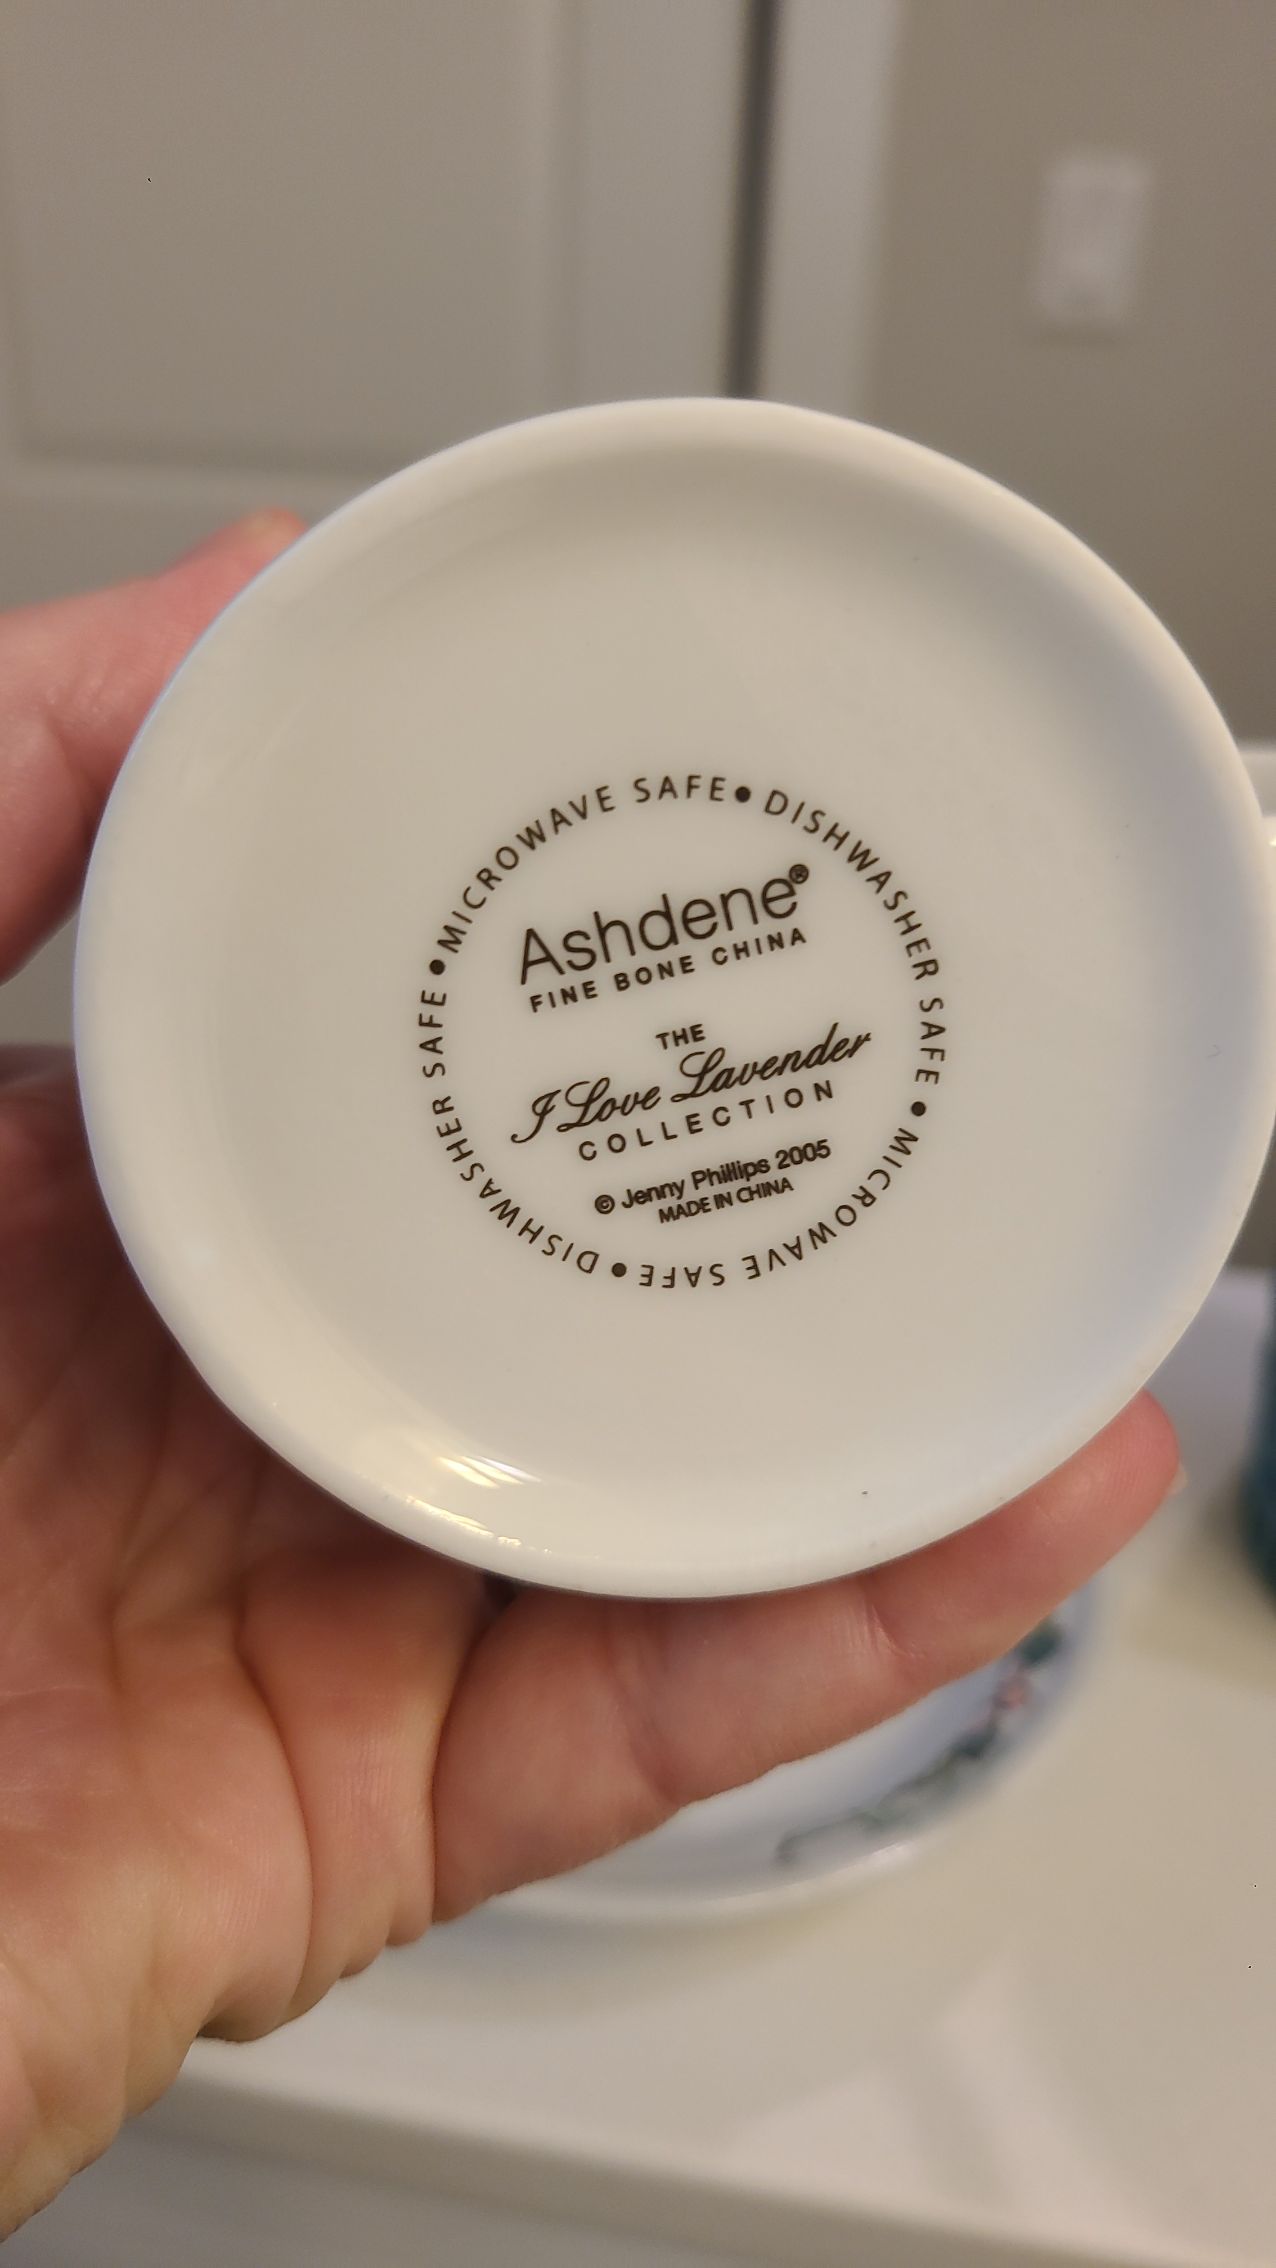 MICROWAVE SAFE • DISHWASHER SAFE • MICROWAVE SAFE • DISHWASHER SAFE •
Ashdene®
FINE BONE CHINA
THE
I Love Lavender
COLLECTION
© Jenny Phillips 2005
MADE IN CHINA